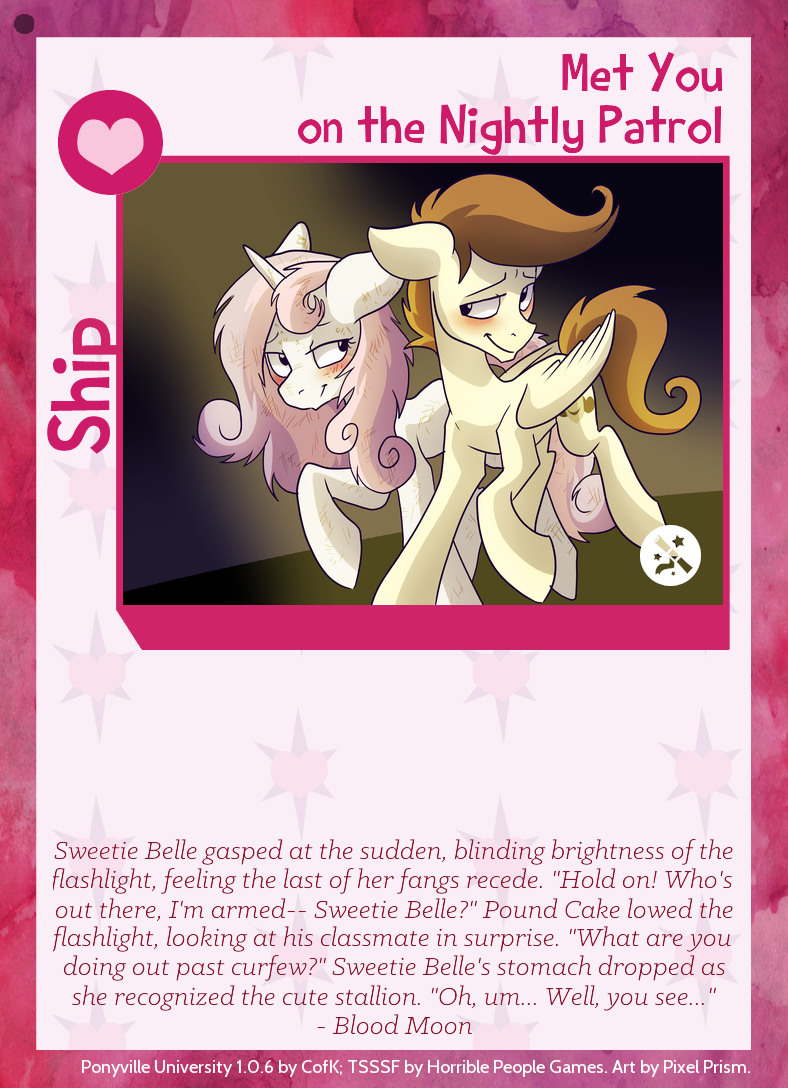 Met You
on the Nightly Patrol
Ship
Sweetie Belle gasped at the sudden, blinding brightness of the
flashlight, feeling the last of her fangs recede. "Hold on! Who's
out there, I'm armed-- Sweetie Belle?" Pound Cake lowed the
flashlight, looking at his classmate in surprise. "What are you
doing out past curfew?" Sweetie Belle's stomach dropped as
she recognized the cute stallion. "Oh, um... Well, you see..."
- Blood Moon
Ponyville University 1.0.6 by CofK; TSSSF by Horrible People Games. Art by Pixel Prism.